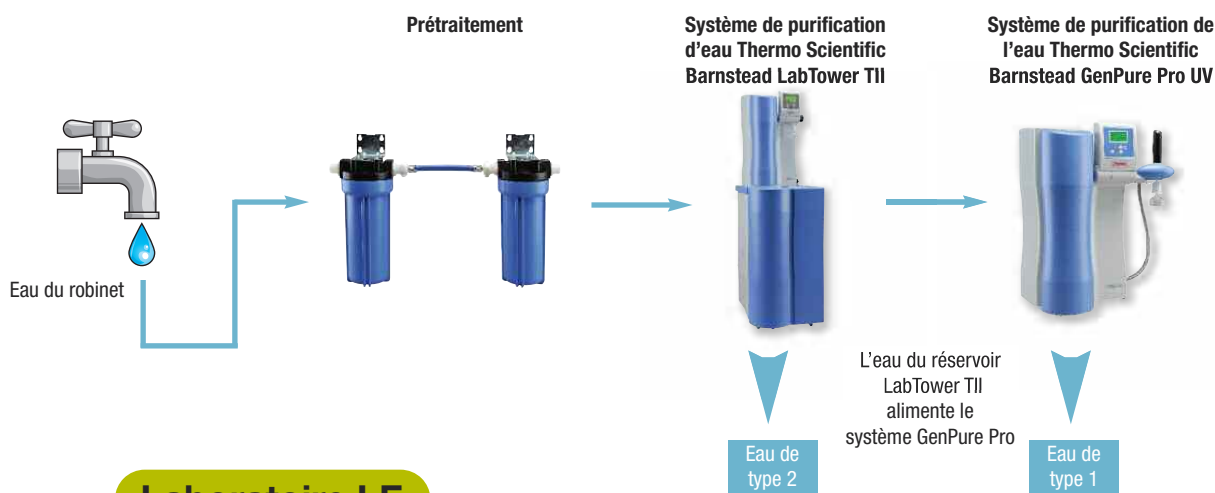 Prétraitement
Système de purification
d'eau Thermo Scientific
Barnstead LabTower TII
Système de purification de
l'eau Thermo Scientific
Barnstead GenPure Pro UV
Eau du robinet
L'eau du réservoir
LabTower TII
alimente le
système GenPure Pro
Eau de
type 2
Eau de
type 1